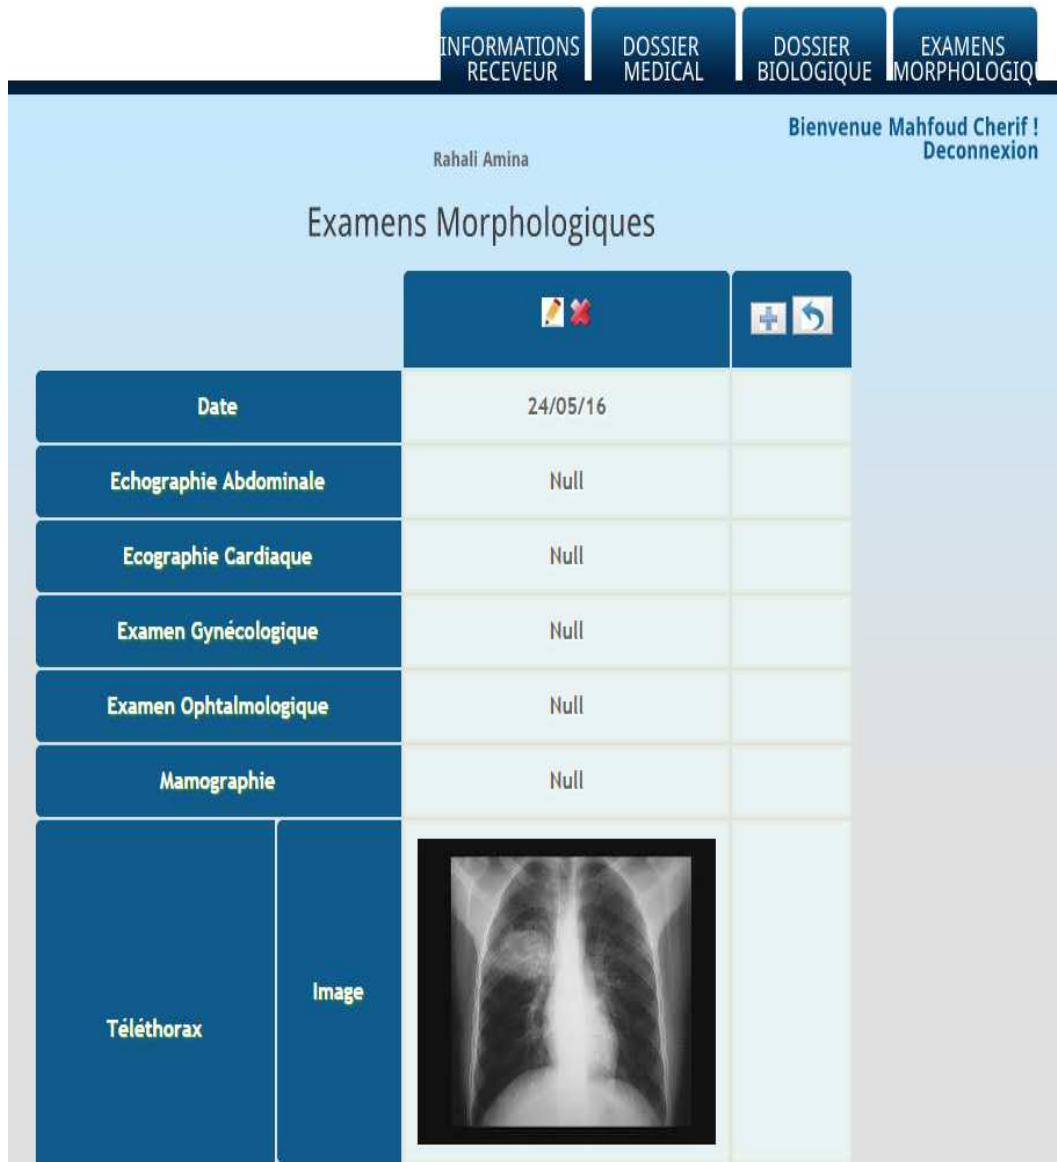 INFORMATIONS RECEVEUR
DOSSIER MEDICAL
DOSSIER BIOLOGIQUE
EXAMENS MORPHOLOGIQU
Bienvenue Mahfoud Cherif !
Deconnexion
Rahali Amina
Examens Morphologiques
Date 24/05/16
Echographie Abdominale Null
Ecographie Cardiaque Null
Examen Gynécologique Null
Examen Ophtalmologique Null
Mamographie Null
Téléthorax Image